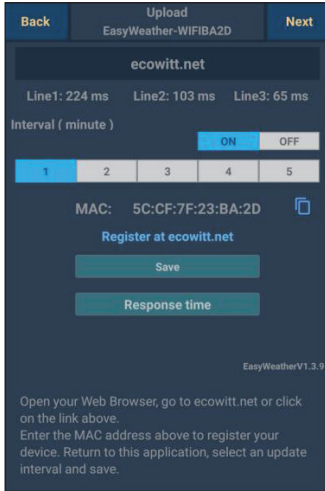 Back
Upload
EasyWeather-WIFIBA2D
Next
ecowitt.net
Line1: 224 ms Line2: 103 ms Line3: 65 ms
Interval ( minute )
ON OFF
1 2 3 4 5
MAC: 5C:CF:7F:23:BA:2D
Register at ecowitt.net
Save
Response time
EasyWeatherV1.3.9
Open your Web Browser, go to ecowitt.net or click
on the link above.
Enter the MAC address above to register your
device. Return to this application, select an update
interval and save.